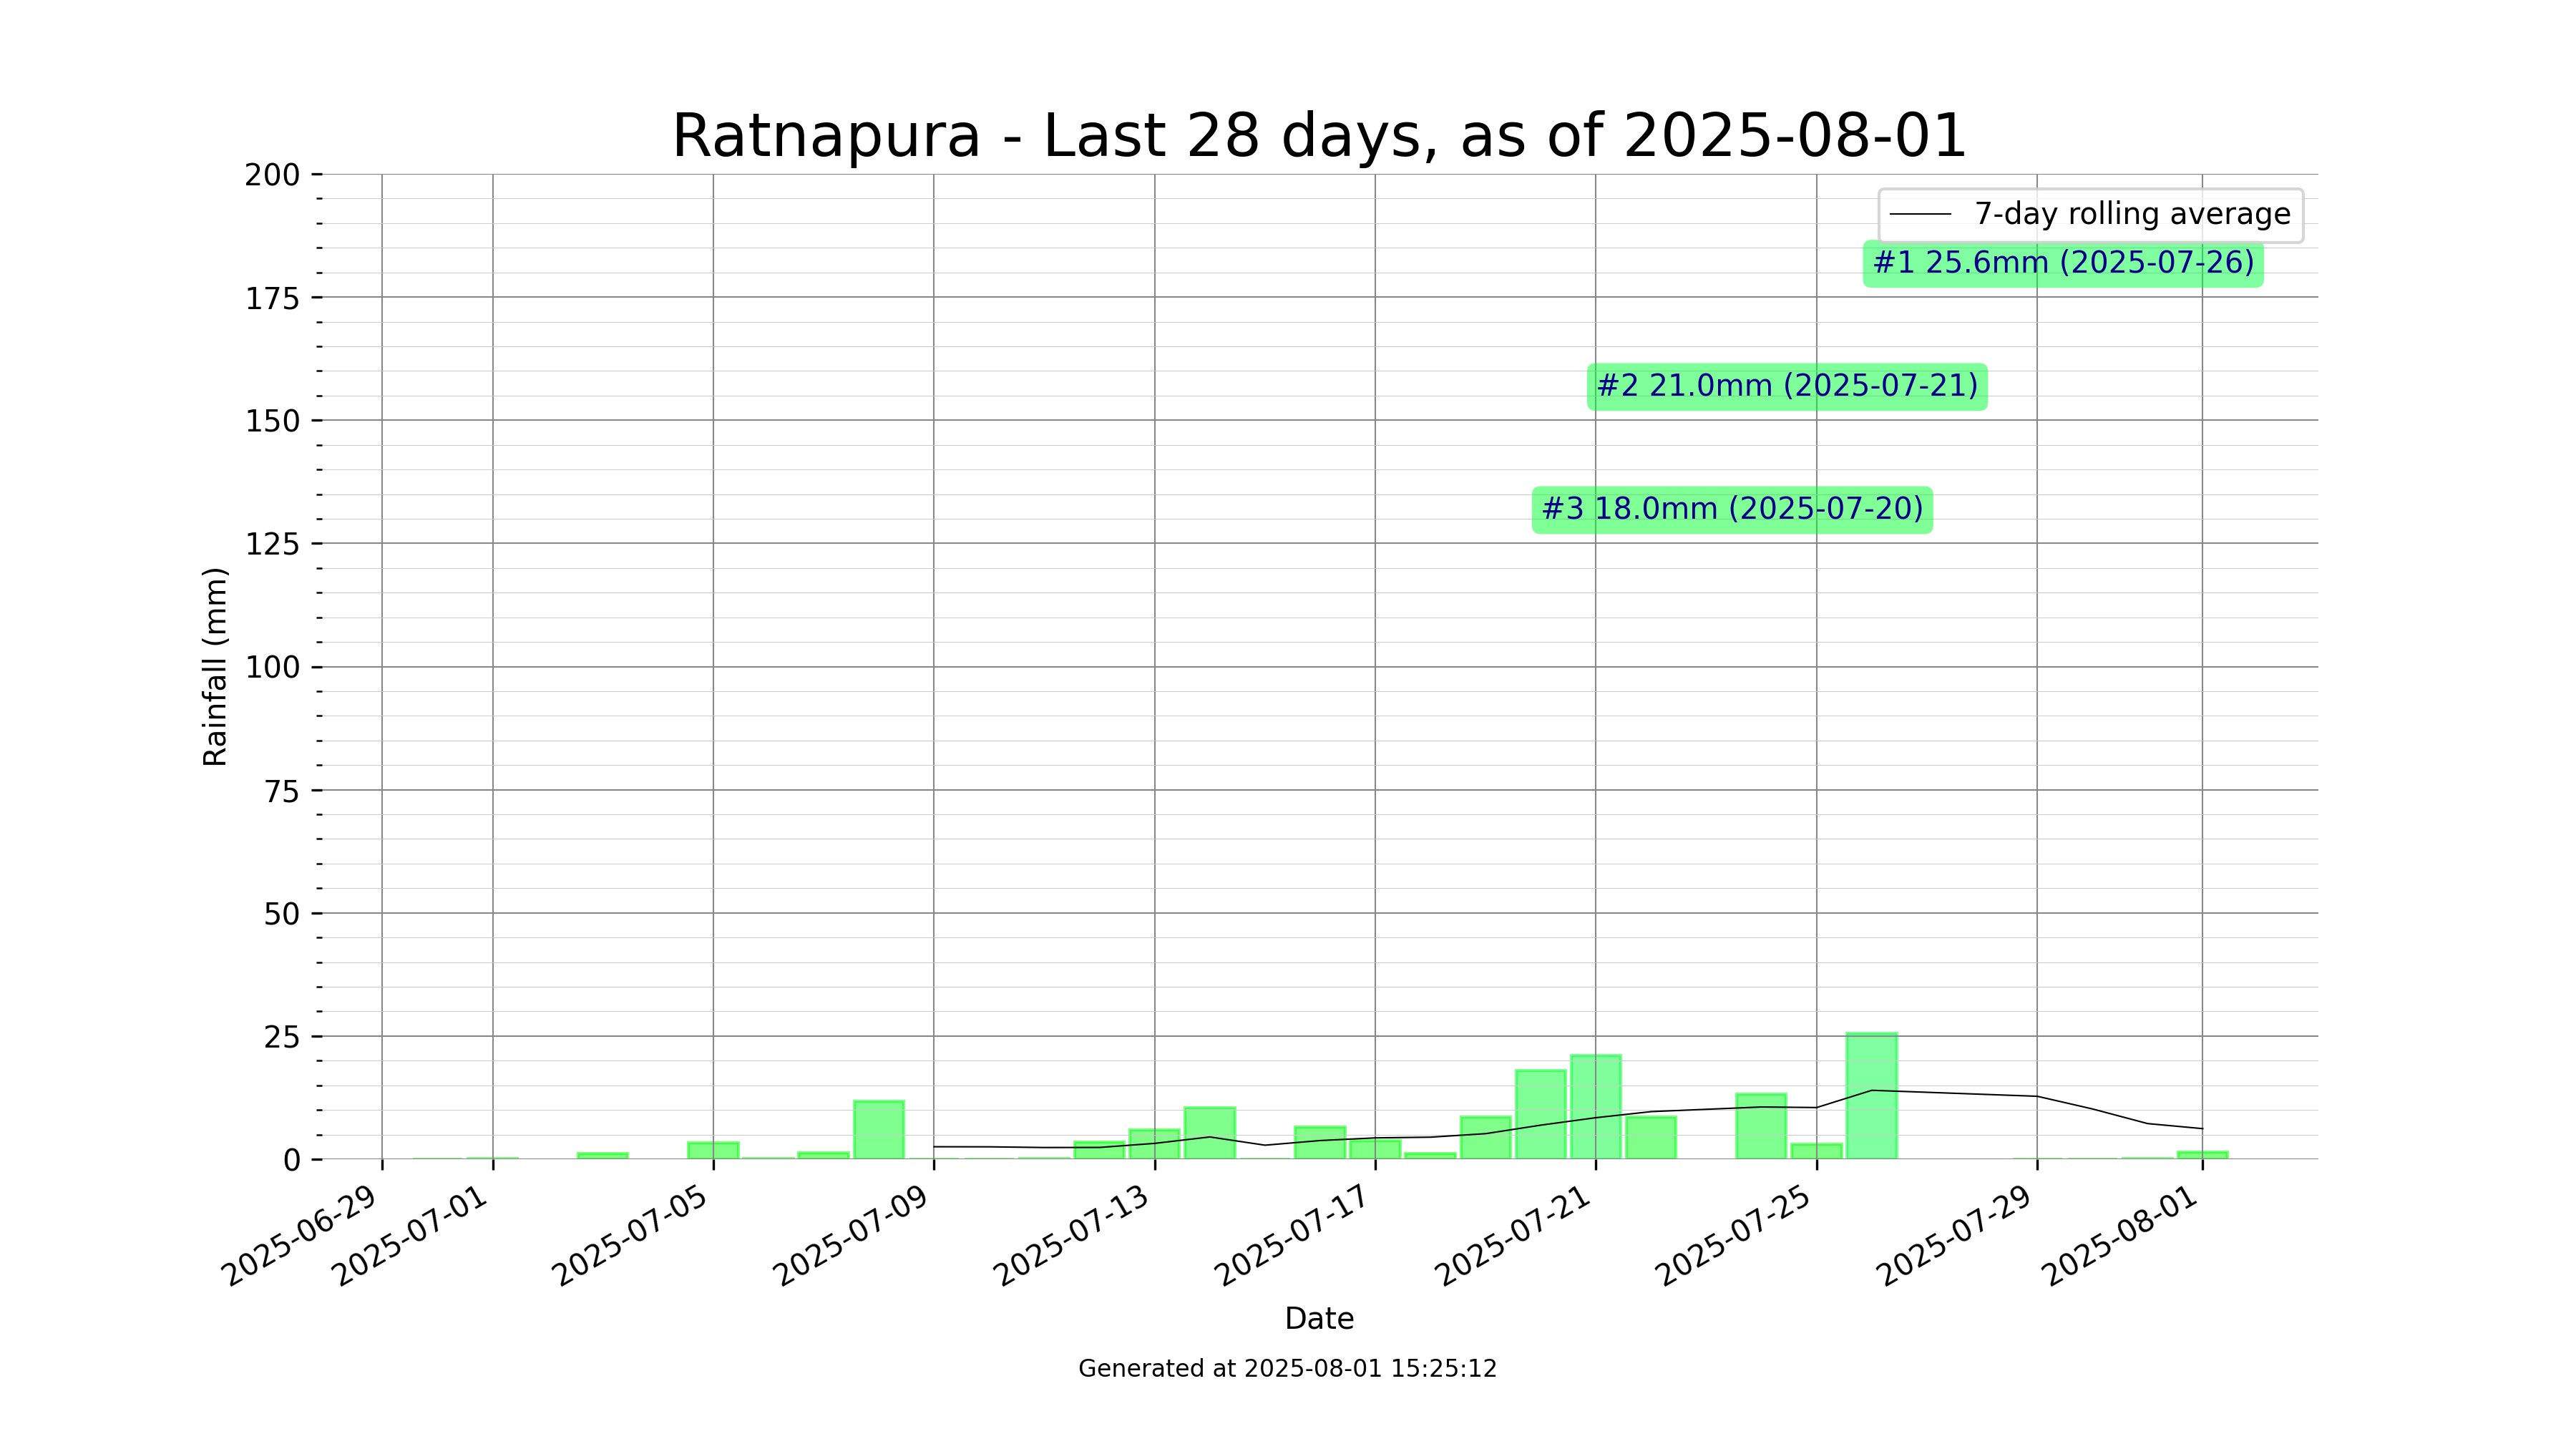 Ratnapura - Last 28 days, as of 2025-08-01
7-day rolling average
#1 25.6mm (2025-07-26)
#2 21.0mm (2025-07-21)
#3 18.0mm (2025-07-20)
Rainfall (mm)
200
175
150
125
100
75
50
25
0
2025-06-29
2025-07-01
2025-07-05
2025-07-09
2025-07-13
2025-07-17
2025-07-21
2025-07-25
2025-07-29
2025-08-01
Date
Generated at 2025-08-01 15:25:12